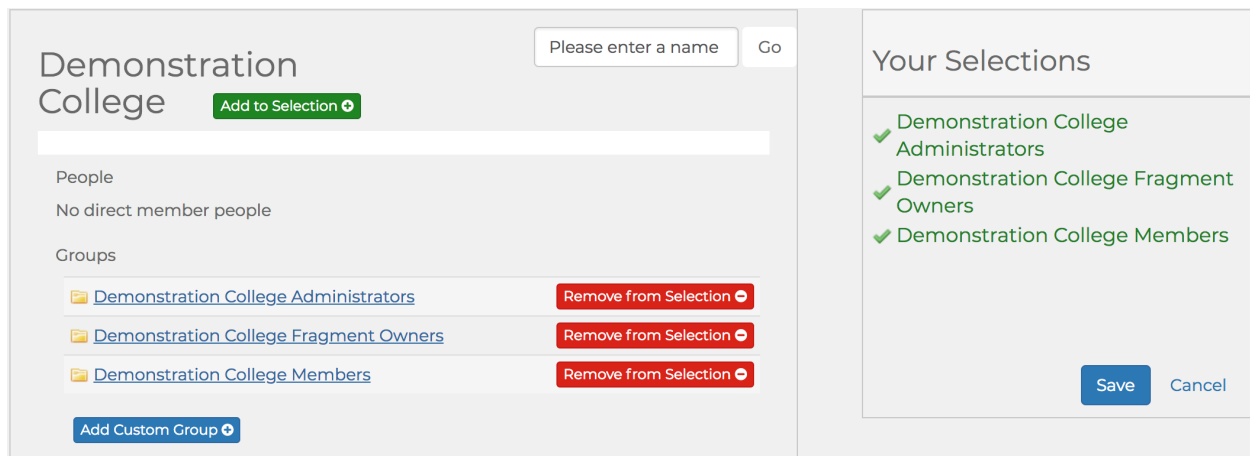 Demonstration
College
Add to Selection
Please enter a name
Go
People
No direct member people
Groups
Demonstration College Administrators
Remove from Selection
Demonstration College Fragment Owners
Remove from Selection
Demonstration College Members
Remove from Selection
Add Custom Group
Your Selections
Demonstration College
Administrators
Demonstration College Fragment
Owners
Demonstration College Members
Save
Cancel